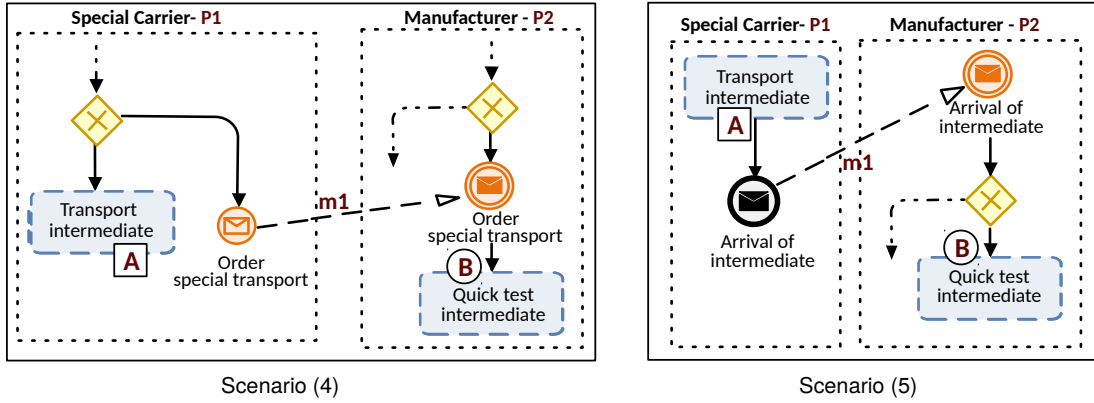 Special Carrier- P1
Manufacturer - P2
Transport
intermediate
A
Order
special transport
m1
Order
special transport
B
Quick test
intermediate
Scenario (4)
Special Carrier- P1
Manufacturer - P2
Transport
intermediate
A
Arrival of
intermediate
m1
Arrival of
intermediate
B
Quick test
intermediate
Scenario (5)